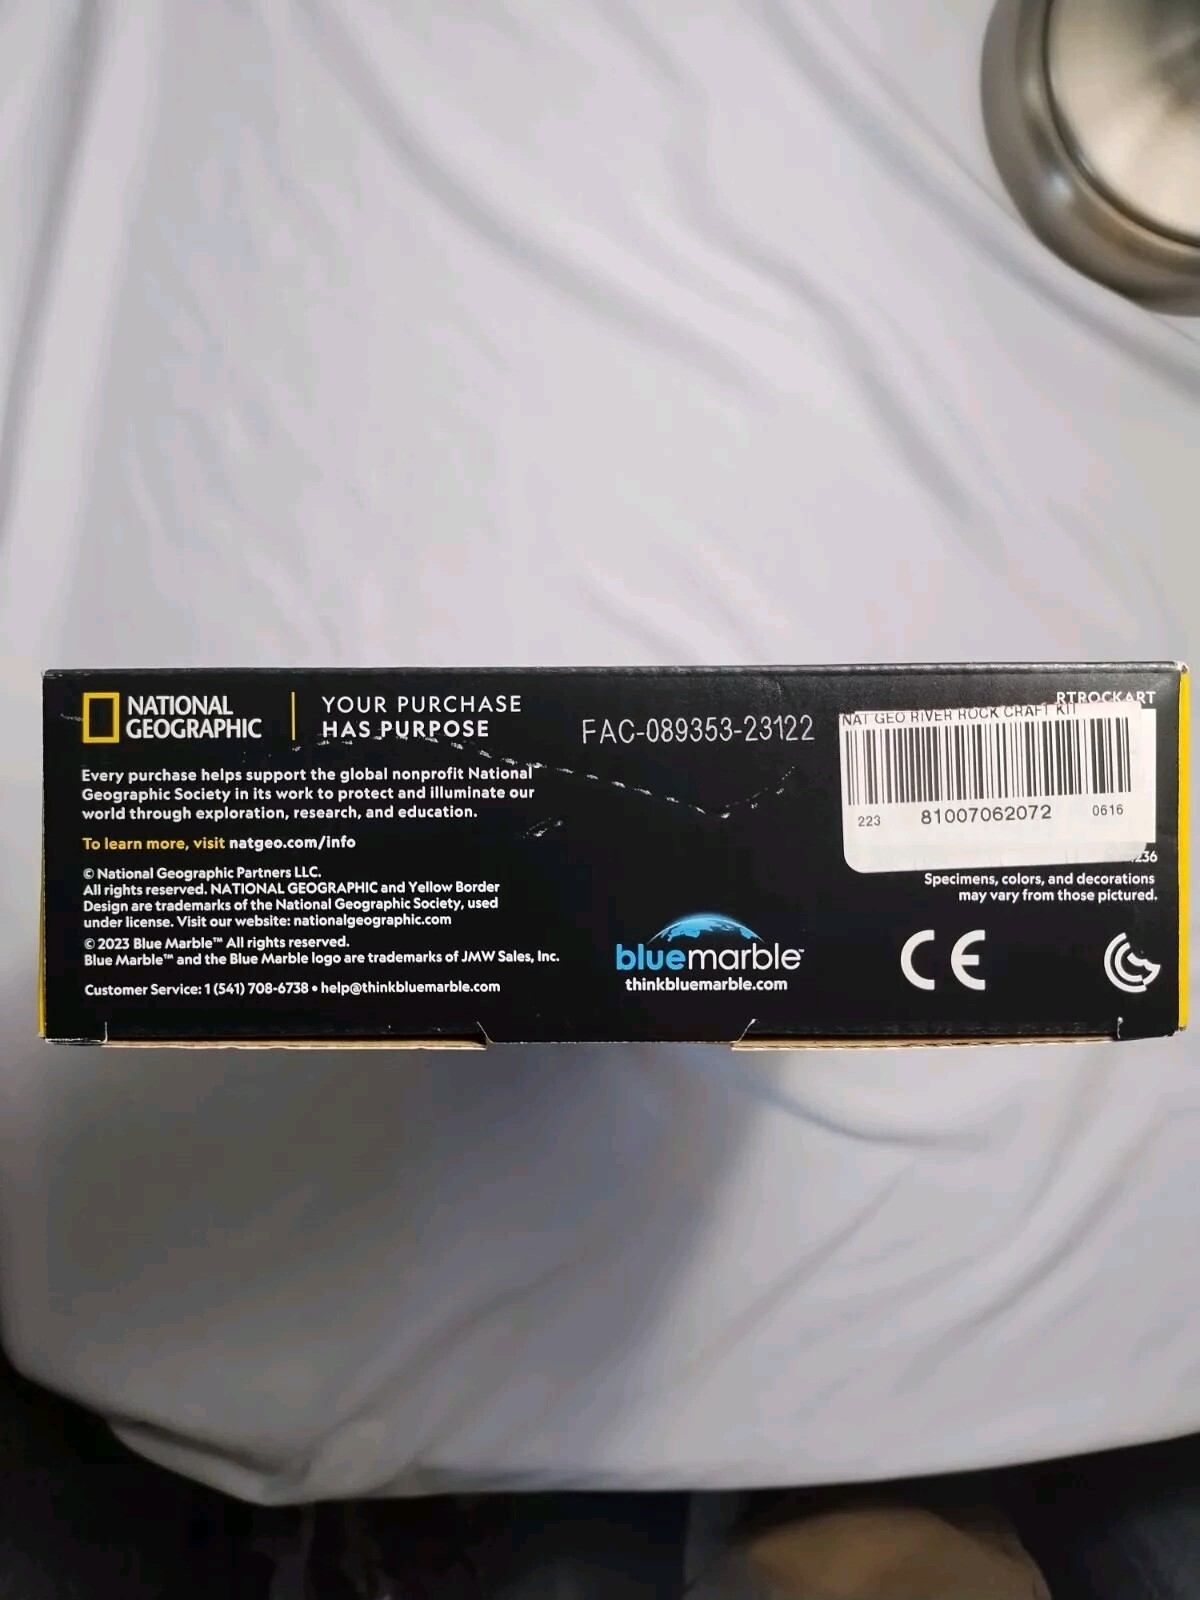 NATIONAL
GEOGRAPHIC
YOUR PURCHASE
HAS PURPOSE
Every purchase helps support the global nonprofit National
Geographic Society in its work to protect and illuminate our
world through exploration, research, and education.
To learn more, visit natgeo.com/info
© National Geographic Partners LLC.
All rights reserved. NATIONAL GEOGRAPHIC and Yellow Border
Design are trademarks of the National Geographic Society, used
under license. Visit our website: nationalgeographic.com
© 2023 Blue Marble™ All rights reserved.
Blue Marble™ and the Blue Marble logo are trademarks of JMW Sales, Inc.
Customer Service: 1 (541) 708-6738 • help@thinkbluemarble.com
FAC-089353-23122
bluemarble™
thinkbluemarble.com
RTROCKART
NAT GEO RIVER ROCK CRAFT KIT
223 81007062072 0616
236
Specimens, colors, and decorations
may vary from those pictured.
CE